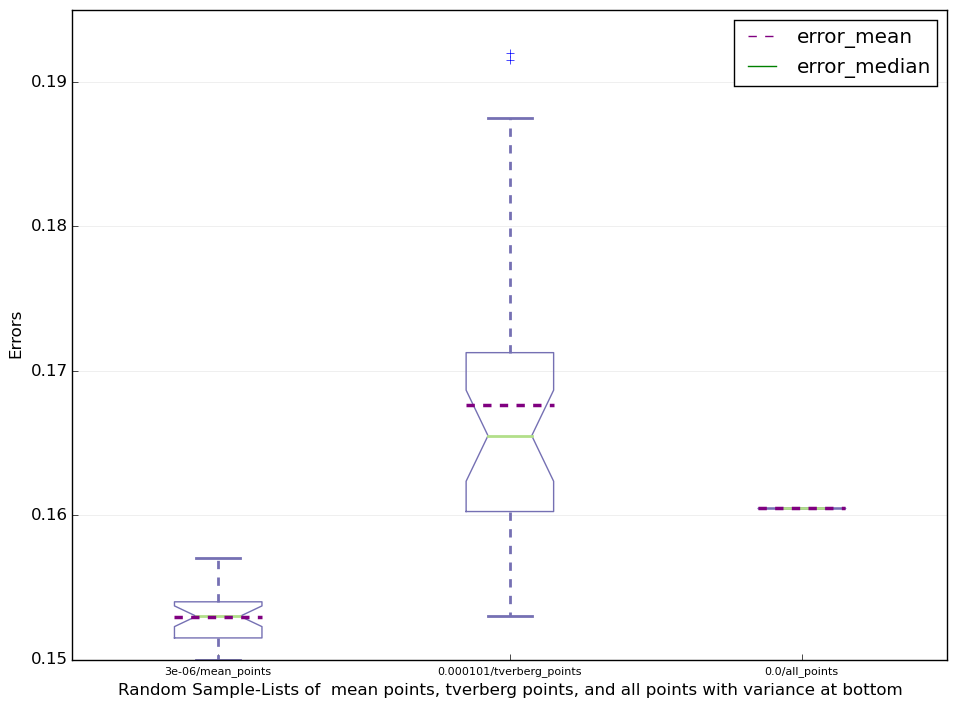 error_mean
error_median
0.19
0.18
0.17
0.16
0.15
Errors
3e-06/mean_points
0.000101/tverberg_points
0.0/all_points
Random Sample-Lists of  mean points, tverberg points, and all points with variance at bottom